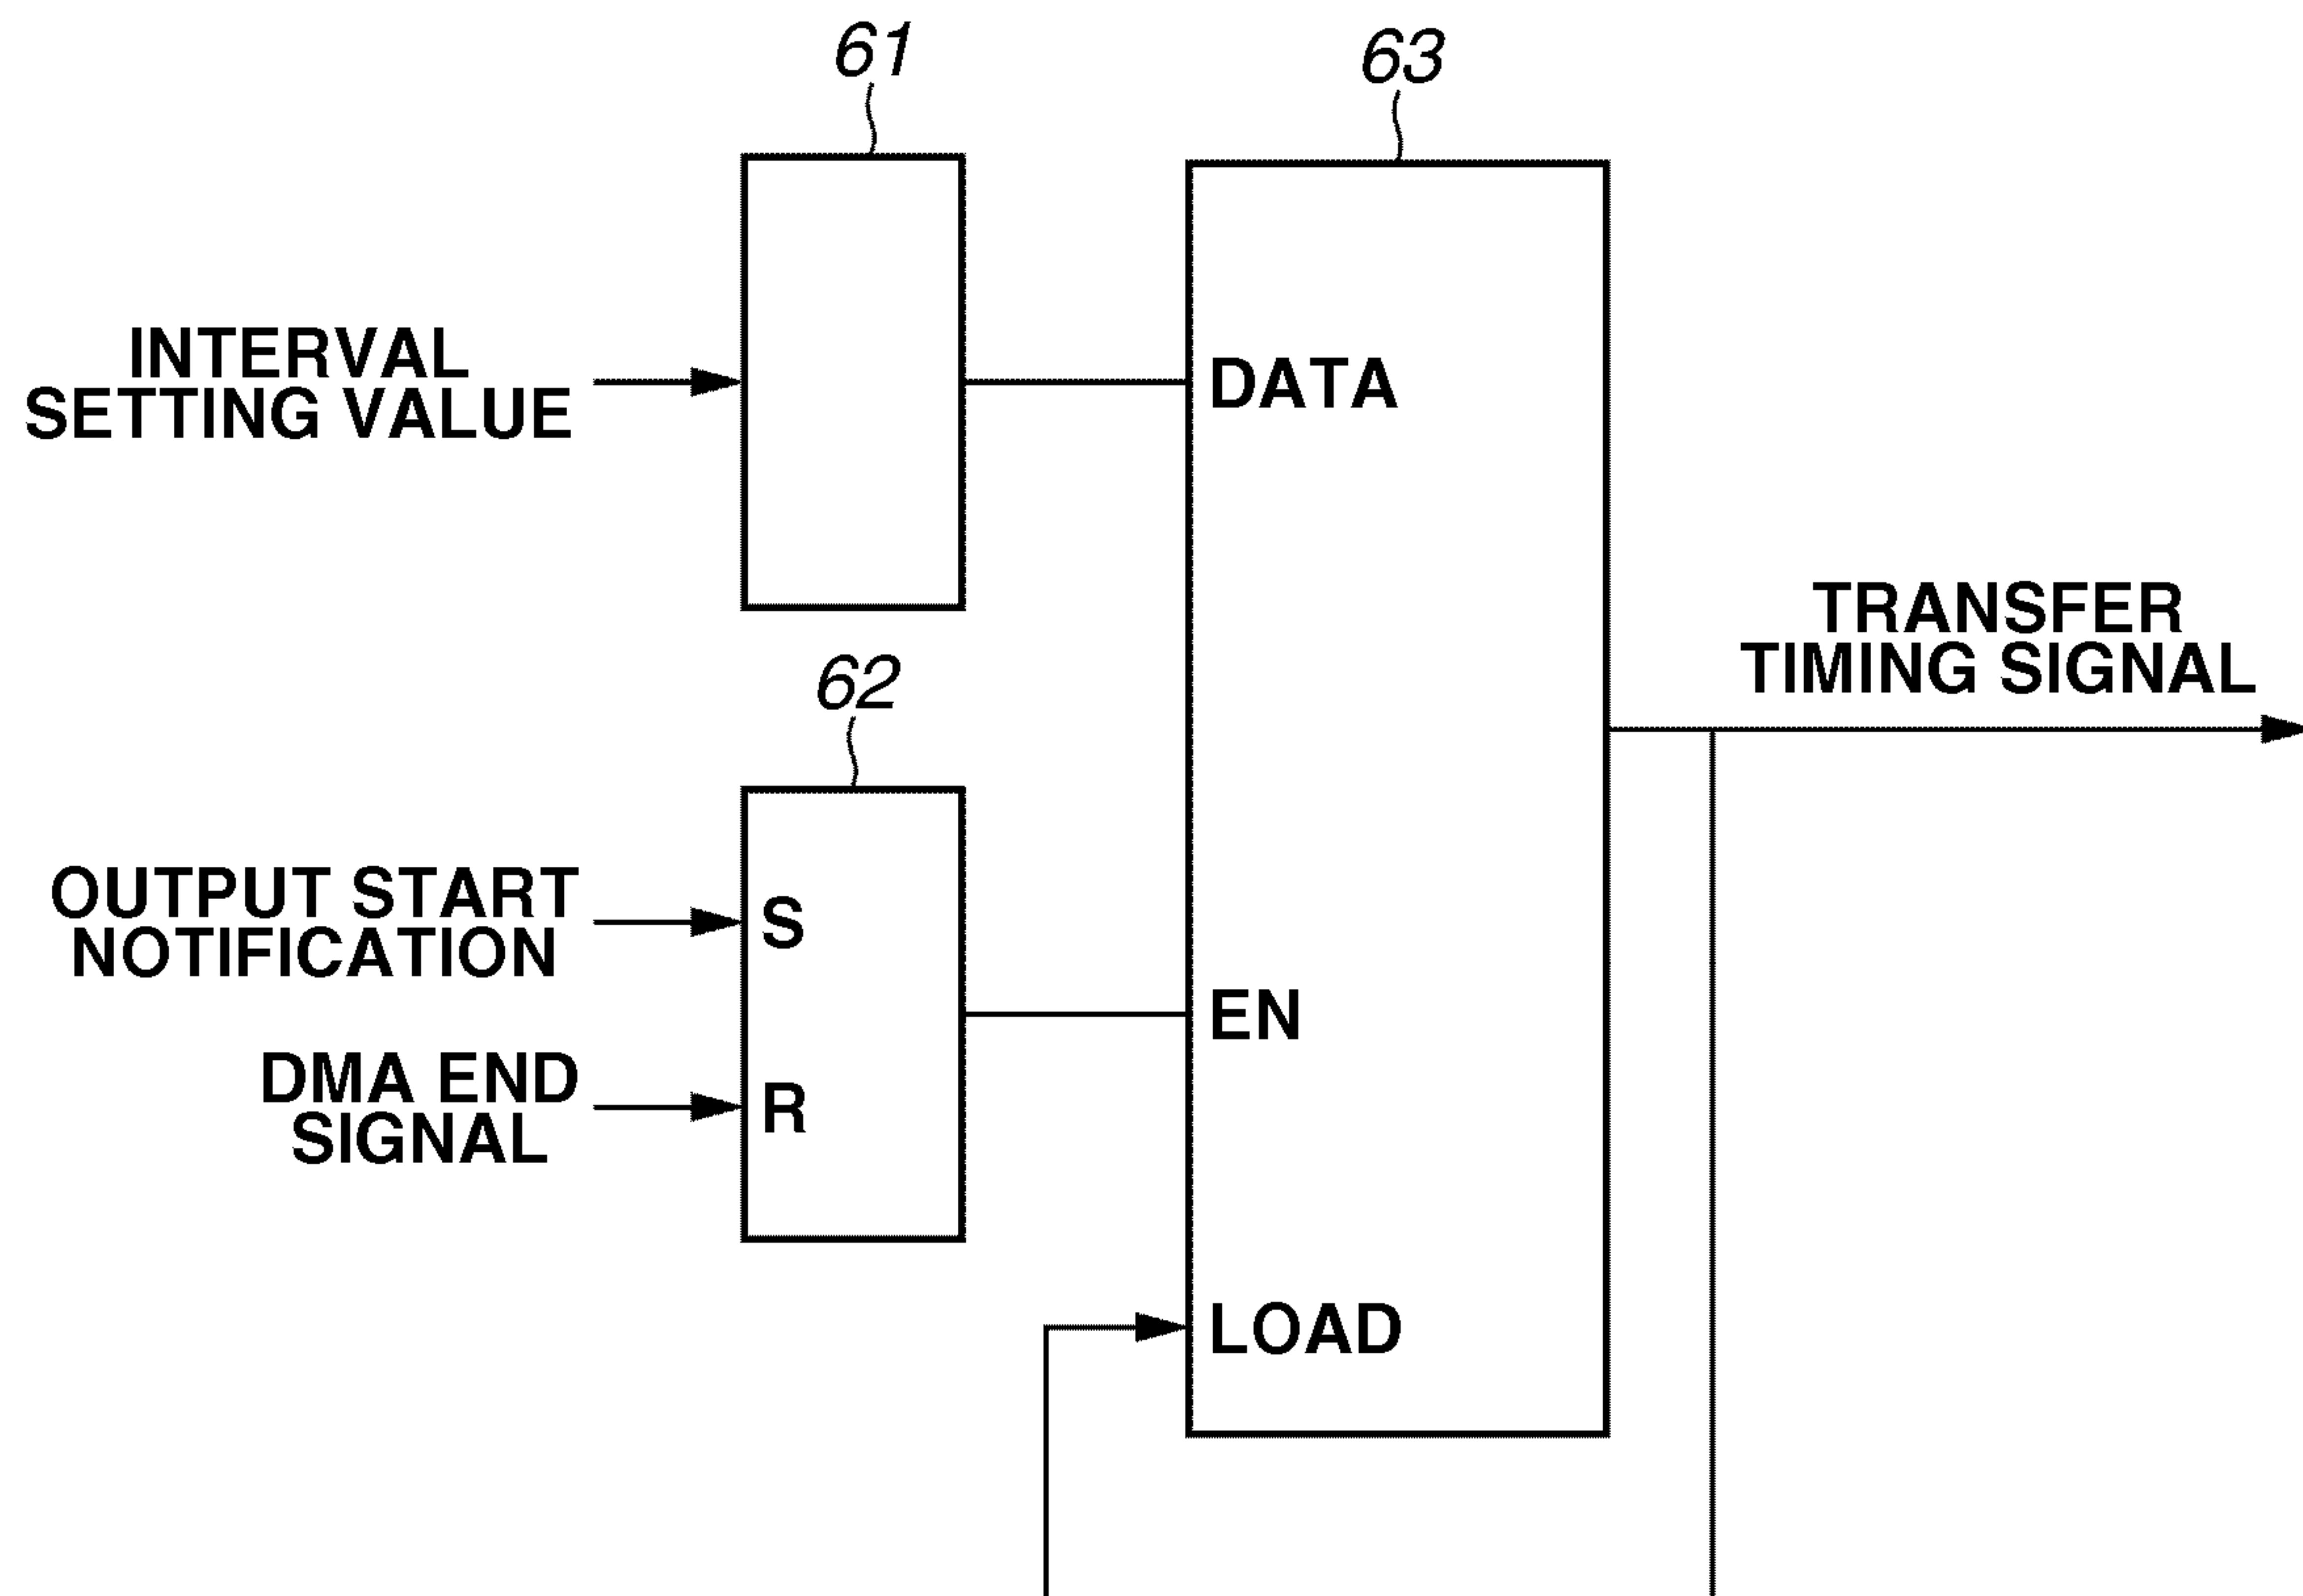 61
63
INTERVAL
SETTING VALUE
DATA
TRANSFER
TIMING SIGNAL
62
OUTPUT START
NOTIFICATION
S
EN
DMA END
SIGNAL
R
LOAD